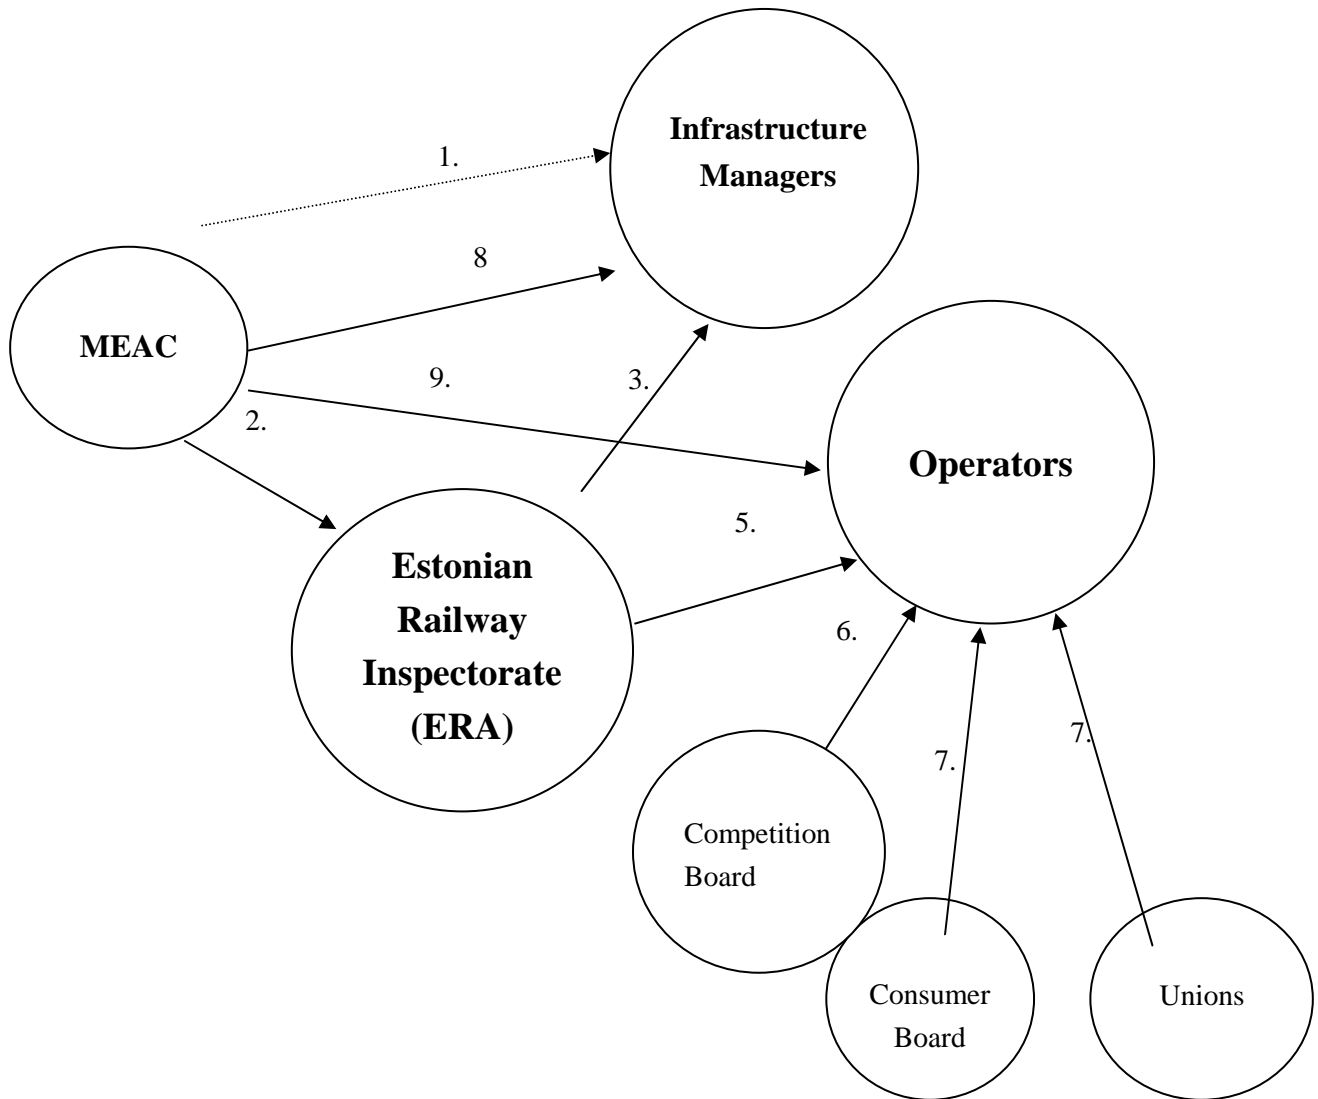 Infrastructure
Managers
1.
8
MEAC
9.
3.
2.
Operators
5.
Estonian
Railway
Inspectorate
(ERA)
6.
7.
7.
Competition
Board
Consumer
Board
Unions